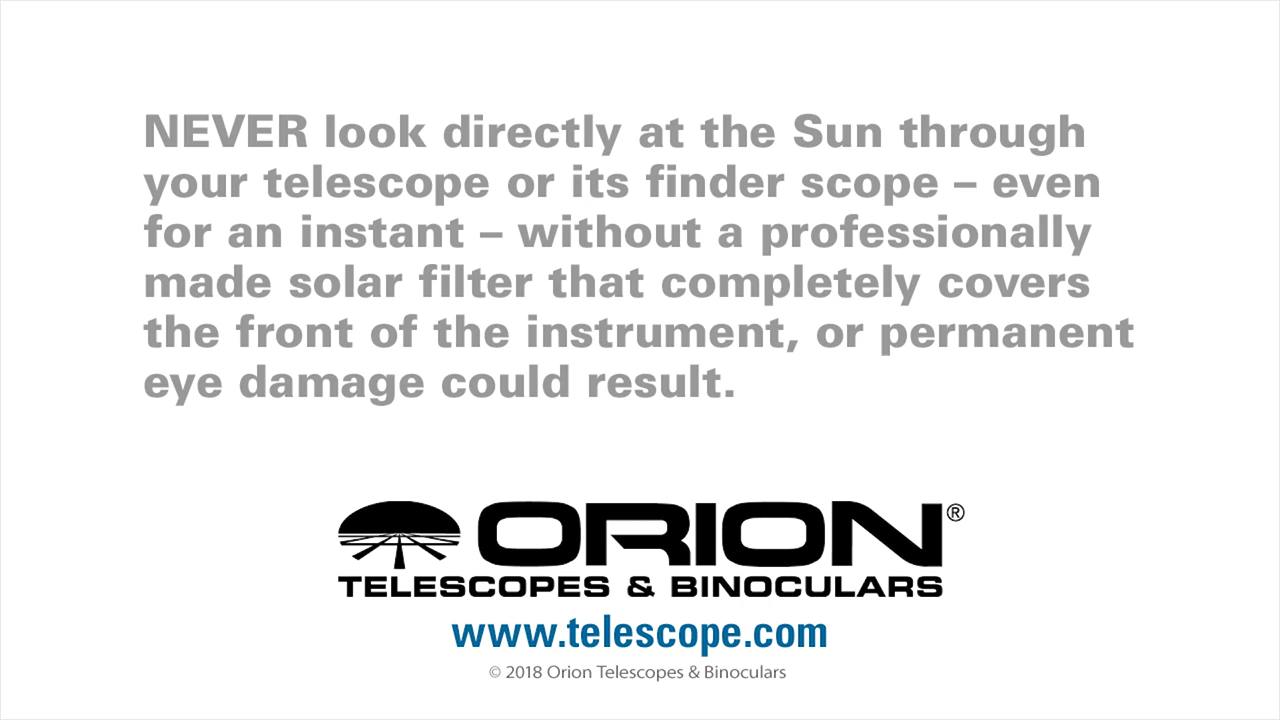 NEVER look directly at the Sun through
your telescope or its finder scope – even
for an instant – without a professionally
made solar filter that completely covers
the front of the instrument, or permanent
eye damage could result.
ORION®
TELESCOPES & BINOCULARS
www.telescope.com
© 2018 Orion Telescopes & Binoculars